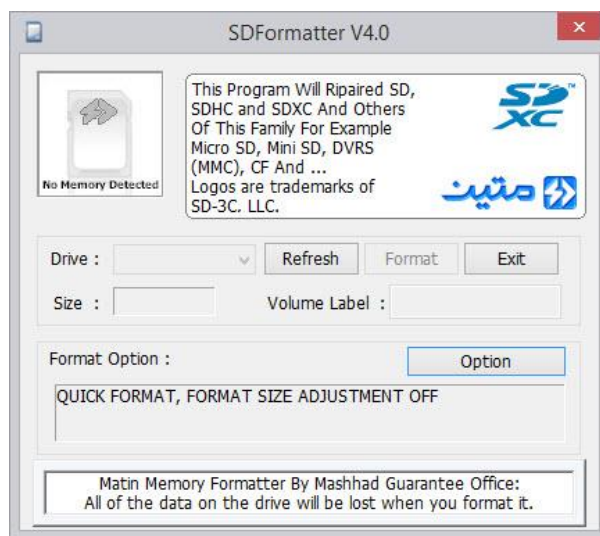 SDFormatter V4.0
No Memory Detected
This Program Will Ripaired SD,
SDHC and SDXC And Others
Of This Family For Example
Micro SD, Mini SD, DVRS
(MMC), CF And ...
Logos are trademarks of
SD-3C, LLC.
SD
XC
TM
متین
Drive :
Refresh
Format
Exit
Size :
Volume Label :
Format Option :
Option
QUICK FORMAT, FORMAT SIZE ADJUSTMENT OFF
Matin Memory Formatter By Mashhad Guarantee Office:
All of the data on the drive will be lost when you format it.